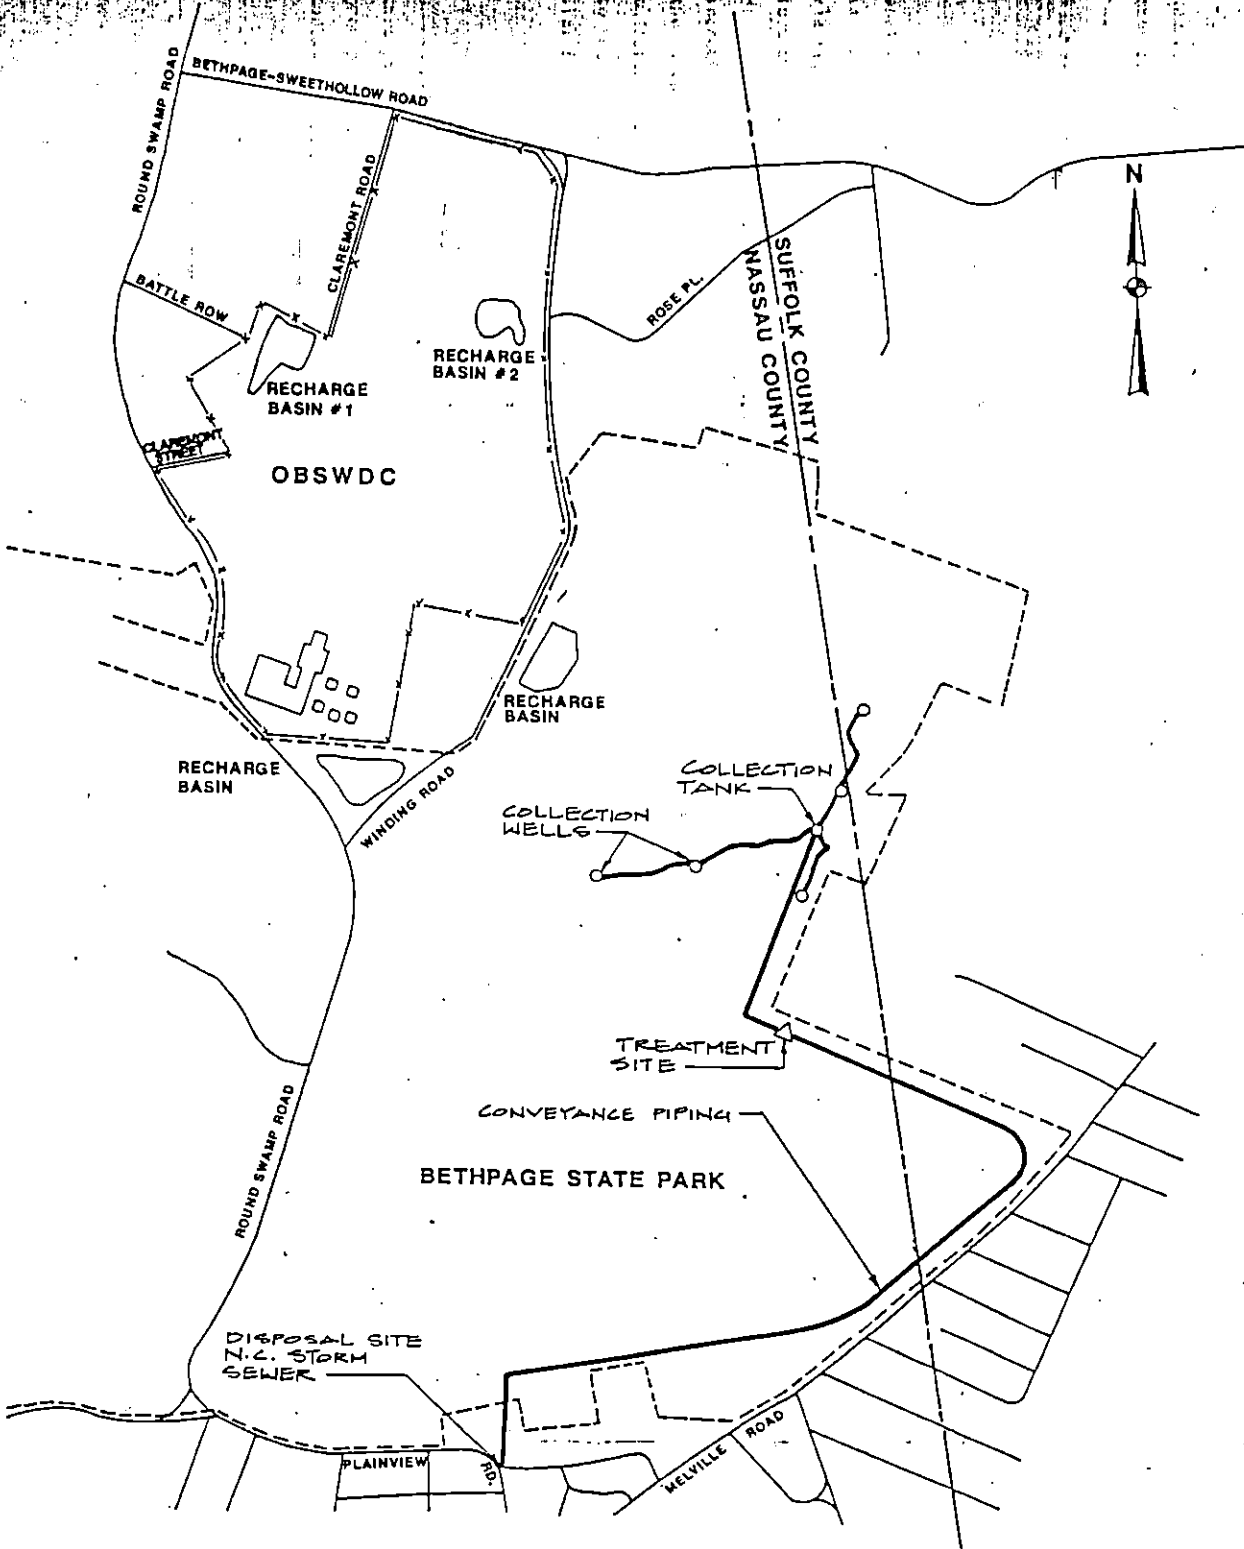 ROUND SWAMP ROAD
BETHPAGE-SWEETHOLLOW ROAD
CLAREMONT ROAD
N
BATTLE ROW
ROSE PL.
SUFFOLK COUNTY
NASSAU COUNTY
RECHARGE
BASIN #2
RECHARGE
BASIN #1
CLAREMONT
STREET
OBSWDC
RECHARGE
BASIN
RECHARGE
BASIN
WINDING ROAD
COLLECTION
TANK
COLLECTION
WELLS
TREATMENT
SITE
CONVEYANCE PIPING
ROUND SWAMP ROAD
BETHPAGE STATE PARK
DISPOSAL SITE
N.C. STORM
SEWER
PLAINVIEW RD.
MELVILLE ROAD